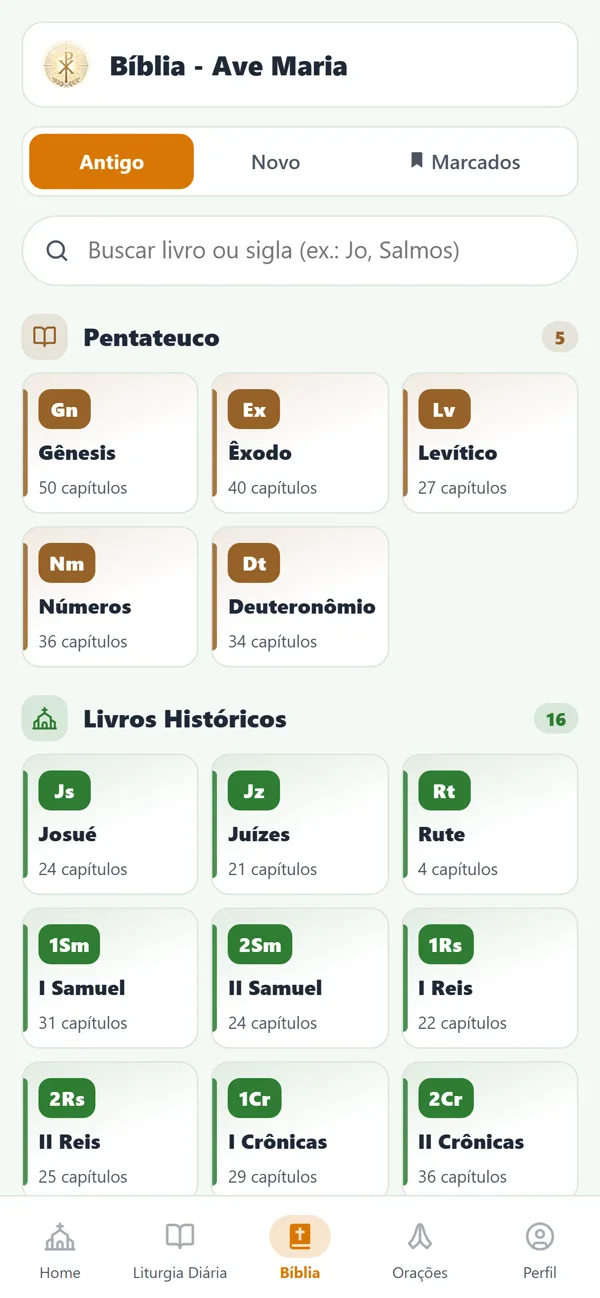 Bíblia - Ave Maria
Antigo
Novo
Marcados
Buscar livro ou sigla (ex.: Jo, Salmos)
Pentateuco
5
Gn
Ex
Lv
Gênesis
Êxodo
Levítico
50 capítulos
40 capítulos
27 capítulos
Nm
Dt
Números
Deuteronômio
36 capítulos
34 capítulos
Livros Históricos
16
Js
Jz
Rt
Josué
Juízes
Rute
24 capítulos
21 capítulos
4 capítulos
1Sm
2Sm
1Rs
I Samuel
II Samuel
I Reis
31 capítulos
24 capítulos
22 capítulos
2Rs
1Cr
2Cr
II Reis
I Crônicas
II Crônicas
25 capítulos
29 capítulos
36 capítulos
Home
Liturgia Diária
Bíblia
Orações
Perfil